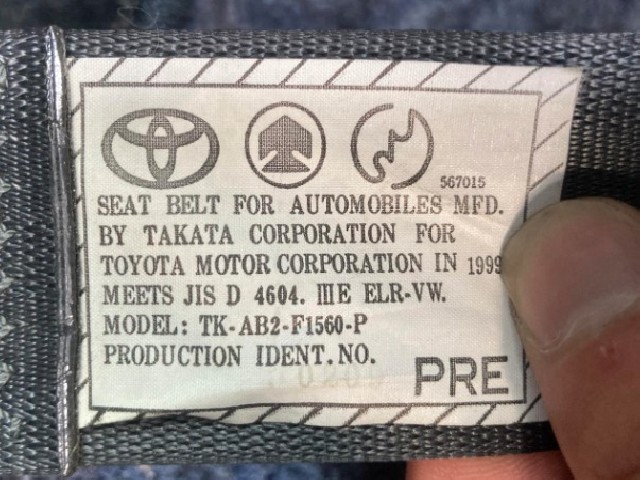 567015
SEAT BELT FOR AUTOMOBILES MFD.
BY TAKATA CORPORATION FOR
TOYOTA MOTOR CORPORATION IN 1999
MEETS JIS D 4604. IIIE ELR-VW.
MODEL: TK-AB2-F1560-P
PRODUCTION IDENT.NO.
PRE